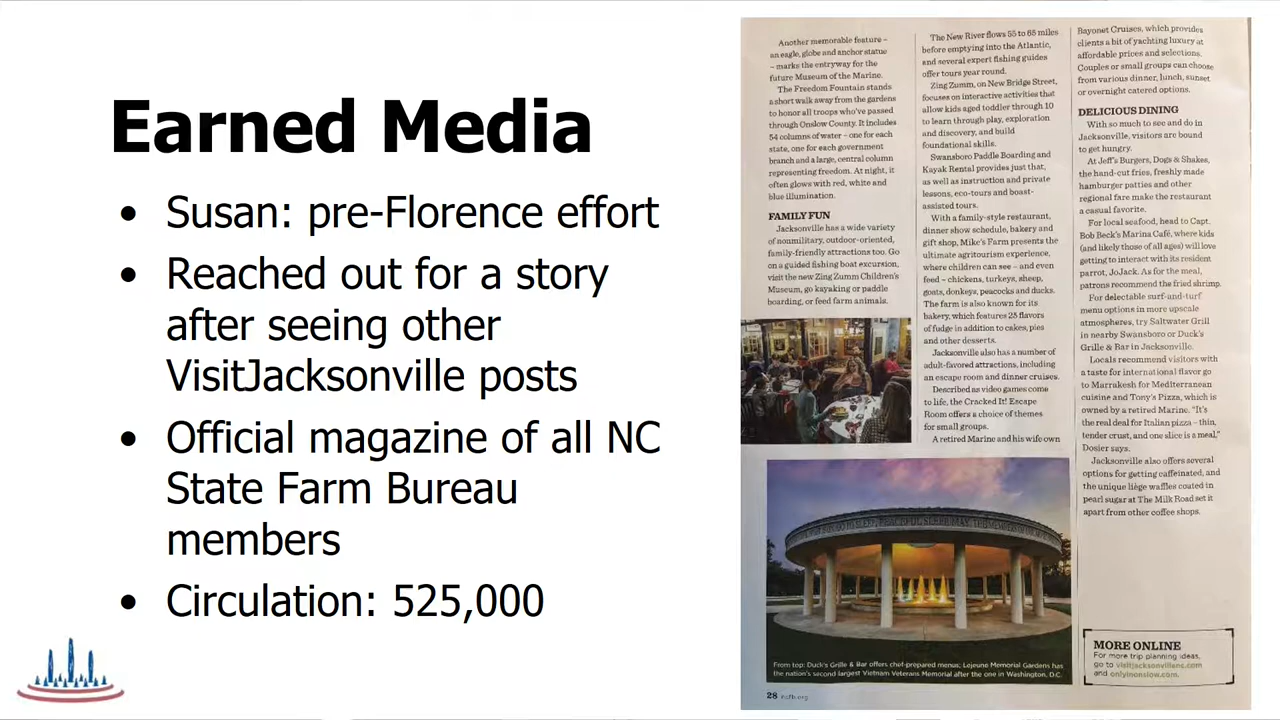 Earned Media
• Susan: pre-Florence effort
• Reached out for a story
after seeing other
VisitJacksonville posts
• Official magazine of all NC
State Farm Bureau
members
• Circulation: 525,000
Another memorable feature –
an eagle, globe and anchor statue
– marks the entryway for the
future Museum of the Marine.
The Freedom Fountain stands
a short walk away from the gardens
to honor all troops who've passed
through Onslow County. It includes
54 columns of water – one for each
state, one for each government
branch and a large, central column
representing freedom. At night, it
often glows with red, white and
blue illumination.
FAMILY FUN
Jacksonville has a wide variety
of nonmilitary, outdoor-oriented,
family-friendly attractions too. Go
on a guided fishing boat excursion,
visit the new Zing Zumm Children's
Museum, go kayaking or paddle
boarding, or feed farm animals.
The New River flows 55 to 65 miles
before emptying into the Atlantic,
and several expert fishing guides
offer tours year round.
Zing Zumm, on New Bridge Street,
focuses on interactive activities that
allow kids aged toddler through 10
to learn through play, exploration
and discovery, and build
foundational skills.
Swansboro Paddle Boarding and
Kayak Rental provides just that,
as well as instruction and private
lessons, eco-tours and boast-
assisted tours.
With a family-style restaurant,
dinner show schedule, bakery and
gift shop, Mike's Farm presents the
ultimate agritourism experience,
where children can see – and even
feed – chickens, turkeys, sheep,
goats, donkeys, peacocks and ducks.
The farm is also known for its
bakery, which features 25 flavors
of fudge in addition to cakes, pies
and other desserts.
Jacksonville also has a number of
adult-favored attractions, including
an escape room and dinner cruises.
Described as video games come
to life, the Cracked It! Escape
Room offers a choice of themes
for small groups.
A retired Marine and his wife own
Bayonet Cruises, which provides
clients a bit of yachting luxury at
affordable prices and selections.
Couples or small groups can choose
from various dinner, lunch, sunset
or overnight catered options.
DELICIOUS DINING
With so much to see and do in
Jacksonville, visitors are bound
to get hungry.
At Jeff's Burgers, Dogs & Shakes,
the hand-cut fries, freshly made
hamburger patties and other
regional fare make the restaurant
a casual favorite.
For local seafood, head to Capt.
Bob Beck's Marina Café, where kids
(and likely those of all ages) will love
getting to interact with its resident
parrot, JoJack. As for the meal,
patrons recommend the fried shrimp.
For delectable surf-and-turf
menu options in more upscale
atmospheres, try Saltwater Grill
in nearby Swansboro or Duck's
Grille & Bar in Jacksonville.
Locals recommend visitors with
a taste for international flavor go
to Marrakesh for Mediterranean
cuisine and Tony's Pizza, which is
owned by a retired Marine. "It's
the real deal for Italian pizza – thin,
tender crust, and one slice is a meal,"
Dosier says.
Jacksonville also offers several
options for getting caffeinated, and
the unique liège waffles coated in
pearl sugar at The Milk Road set it
apart from other coffee shops.
From top: Duck's Grille & Bar offers chef-prepared menus; Lejeune Memorial Gardens has
the nation's second largest Vietnam Veterans Memorial after the one in Washington, D.C.
MORE ONLINE
For more trip planning ideas,
go to visitjacksonvillenc.com
and onlyinonslow.com.
28 ncfb.org